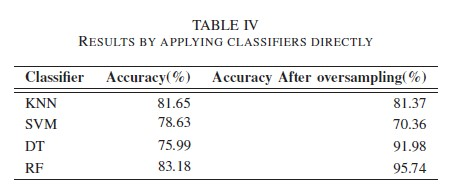 TABLE IV
RESULTS BY APPLYING CLASSIFIERS DIRECTLY
Classifier Accuracy(%) Accuracy After oversampling(%)
KNN 81.65 81.37
SVM 78.63 70.36
DT 75.99 91.98
RF 83.18 95.74